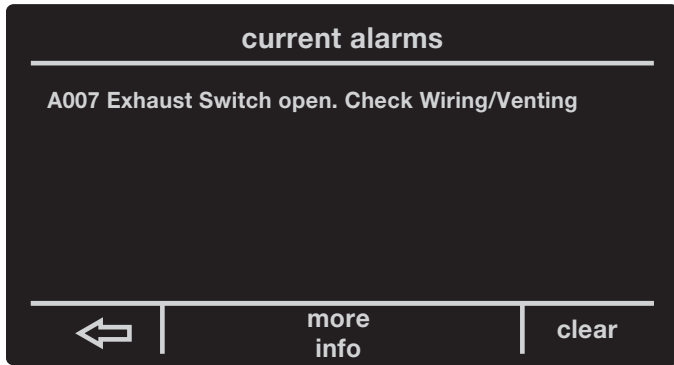 current alarms
A007 Exhaust Switch open. Check Wiring/Venting
more
info
clear